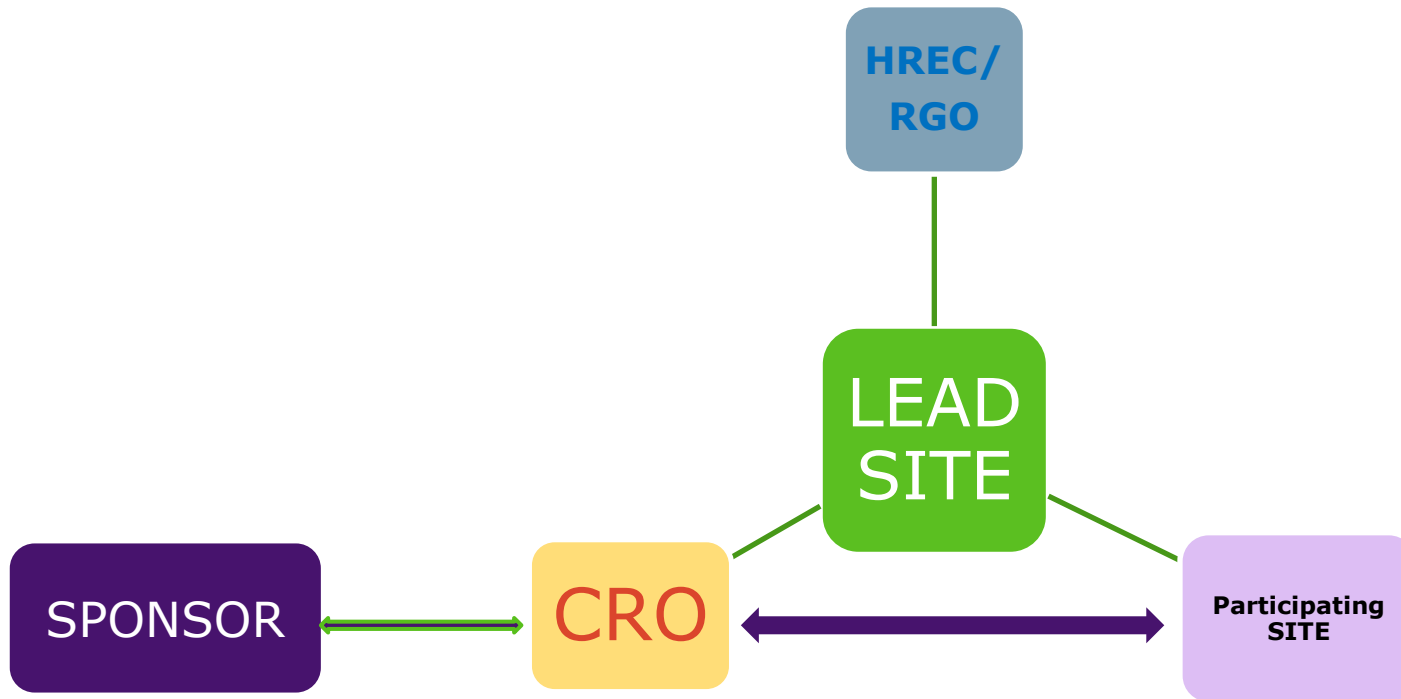 HREC/
RGO
LEAD
SITE
SPONSOR
CRO
Participating
SITE